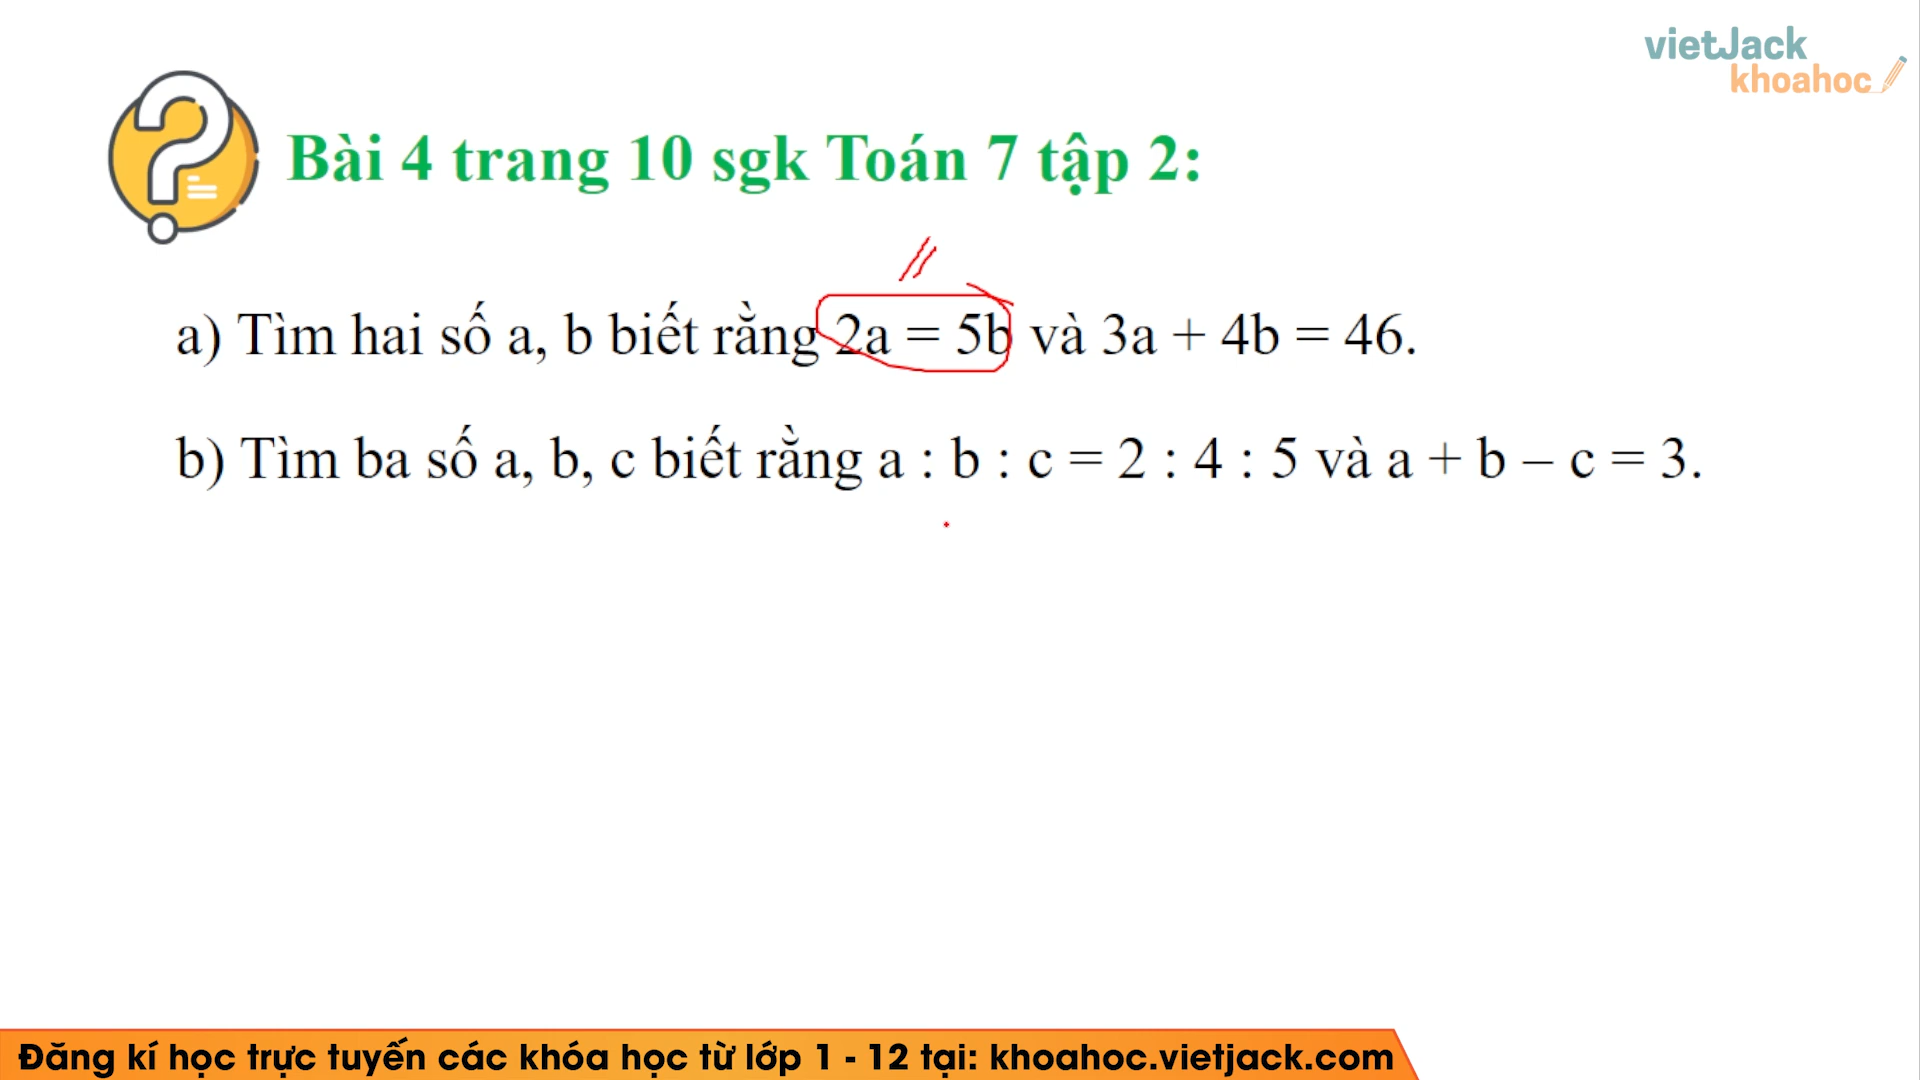 vietJack
khoahoc
Bài 4 trang 10 sgk Toán 7 tập 2:
a) Tìm hai số a, b biết rằng 2a = 5b và 3a + 4b = 46.
b) Tìm ba số a, b, c biết rằng a : b : c = 2 : 4 : 5 và a + b – c = 3.
Đăng kí học trực tuyến các khóa học từ lớp 1 - 12 tại: khoahoc.vietjack.com